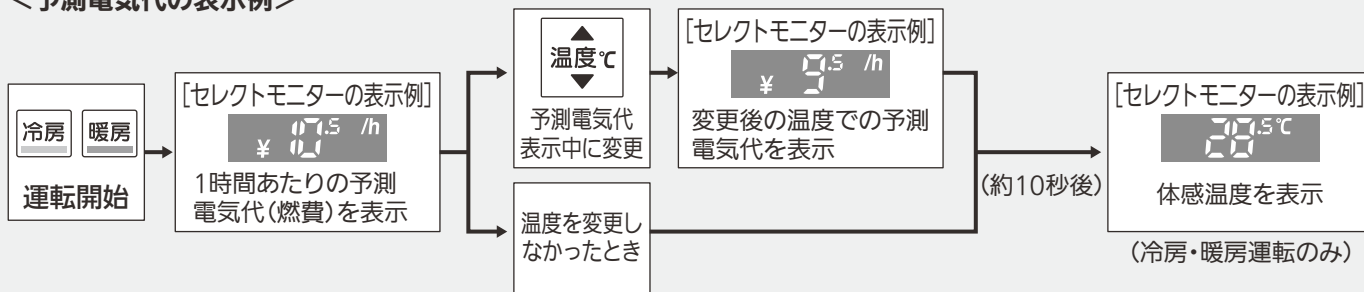 ＜予測電気代の表示例＞
冷房 暖房
運転開始
[セレクトモニターの表示例]
¥ 10.5 /h
1時間あたりの予測
電気代(燃費)を表示
▲
温度℃
▼
予測電気代
表示中に変更
[セレクトモニターの表示例]
¥ 9.5 /h
変更後の温度での予測
電気代を表示
温度を変更し
なかったとき
(約10秒後)
[セレクトモニターの表示例]
28.5℃
体感温度を表示
(冷房・暖房運転のみ)